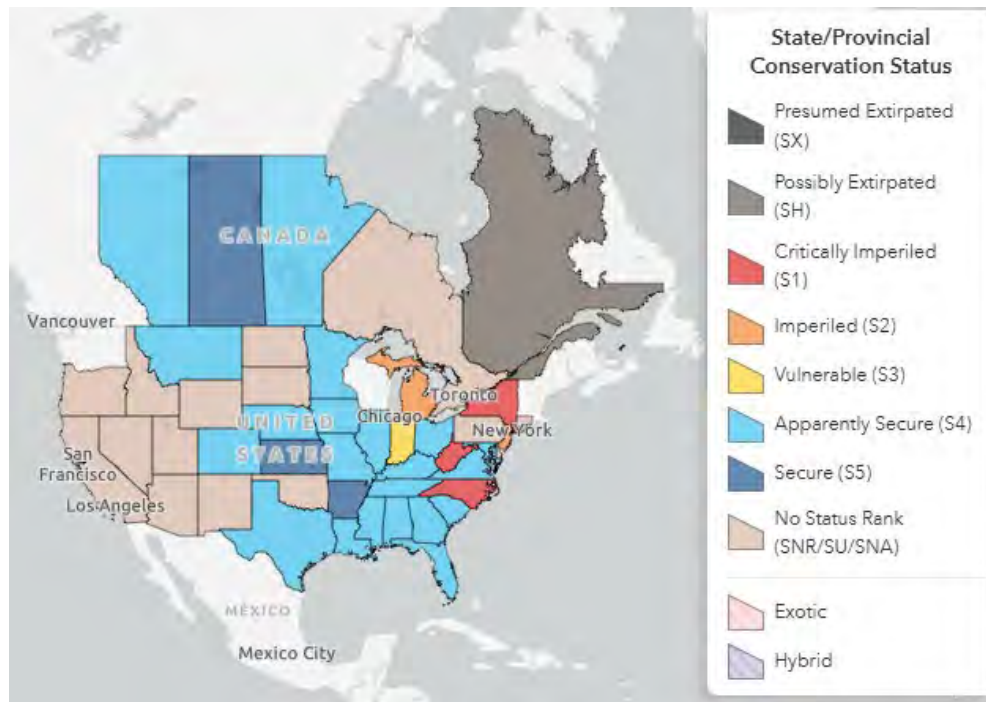 CANADA
Vancouver
Toronto
Chicago
New York
UNITED
STATES
San
Francisco
Los Angeles
MÉXICO
Mexico City
State/Provincial
Conservation Status
Presumed Extirpated
(SX)
Possibly Extirpated
(SH)
Critically Imperiled
(S1)
Imperiled (S2)
Vulnerable (S3)
Apparently Secure (S4)
Secure (S5)
No Status Rank
(SNR/SU/SNA)
Exotic
Hybrid